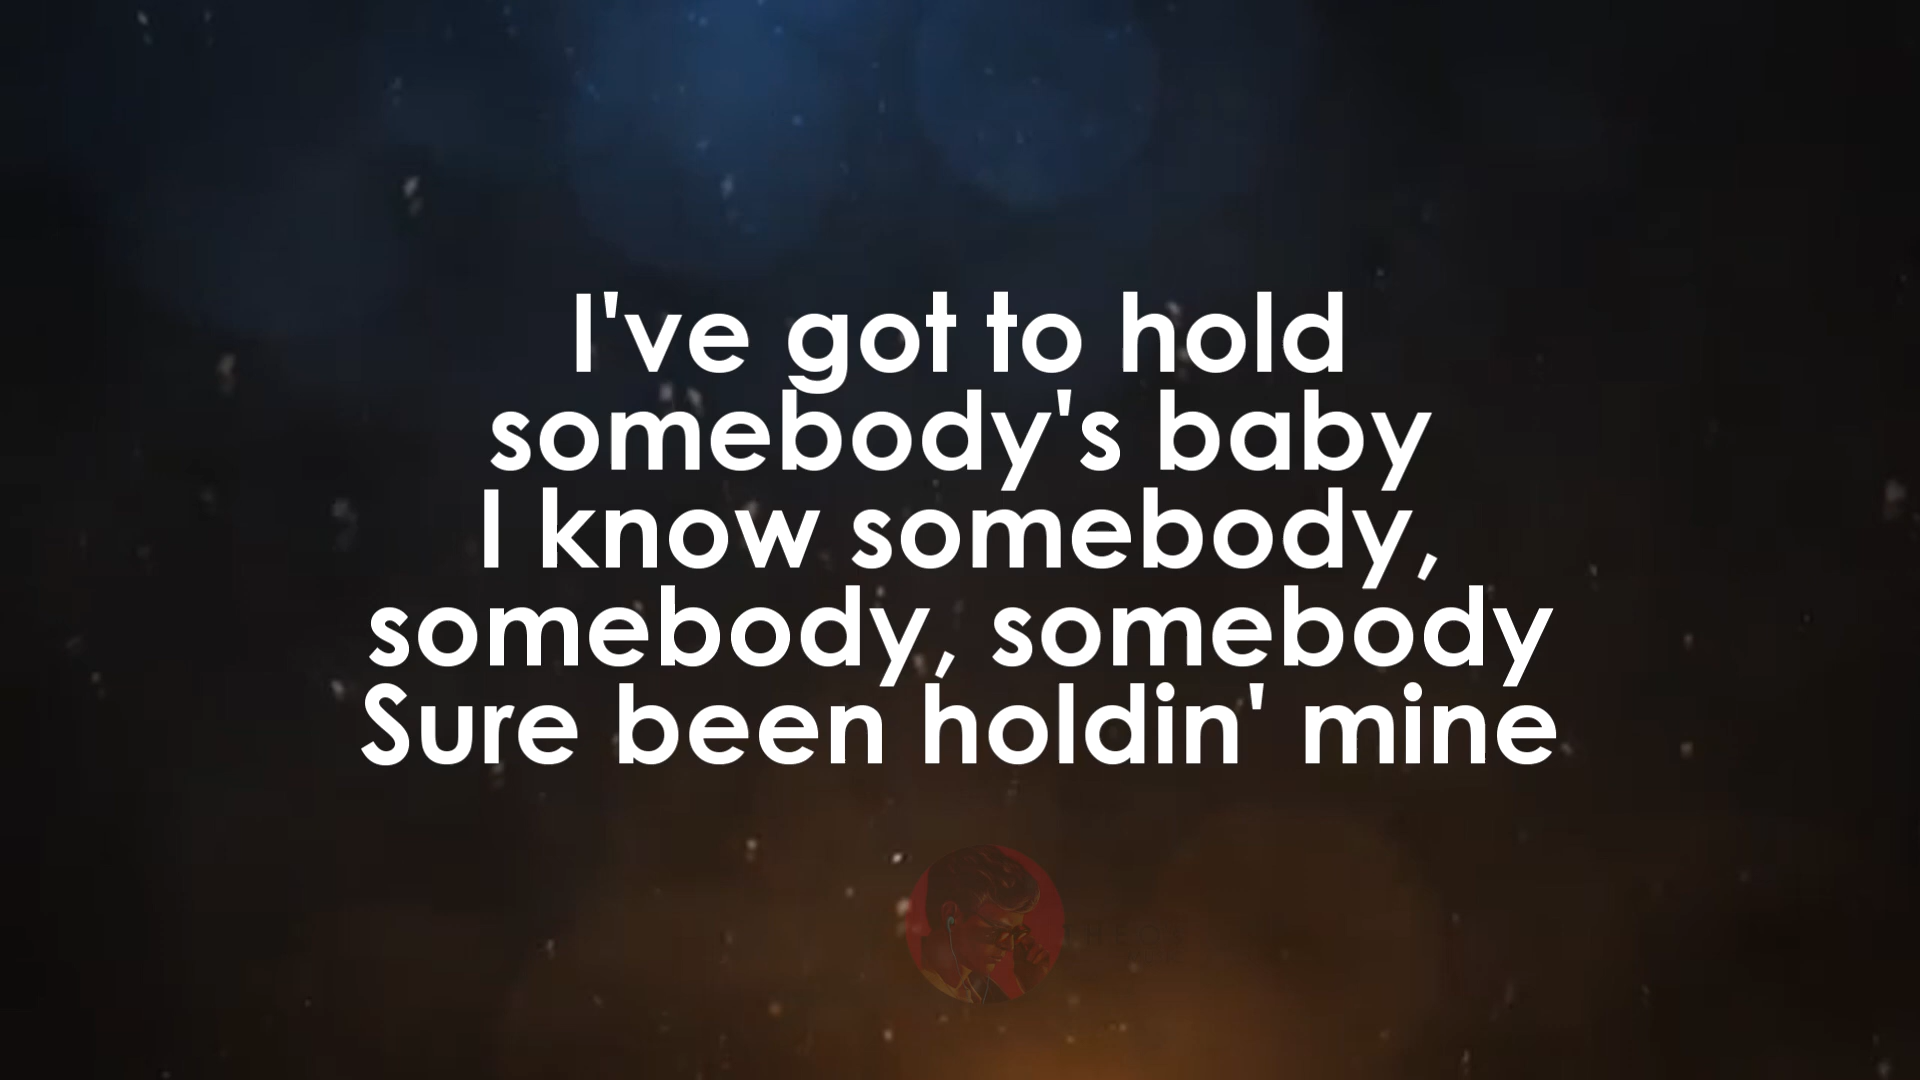 I've got to hold
somebody's baby
I know somebody,
somebody, somebody
Sure been holdin' mine